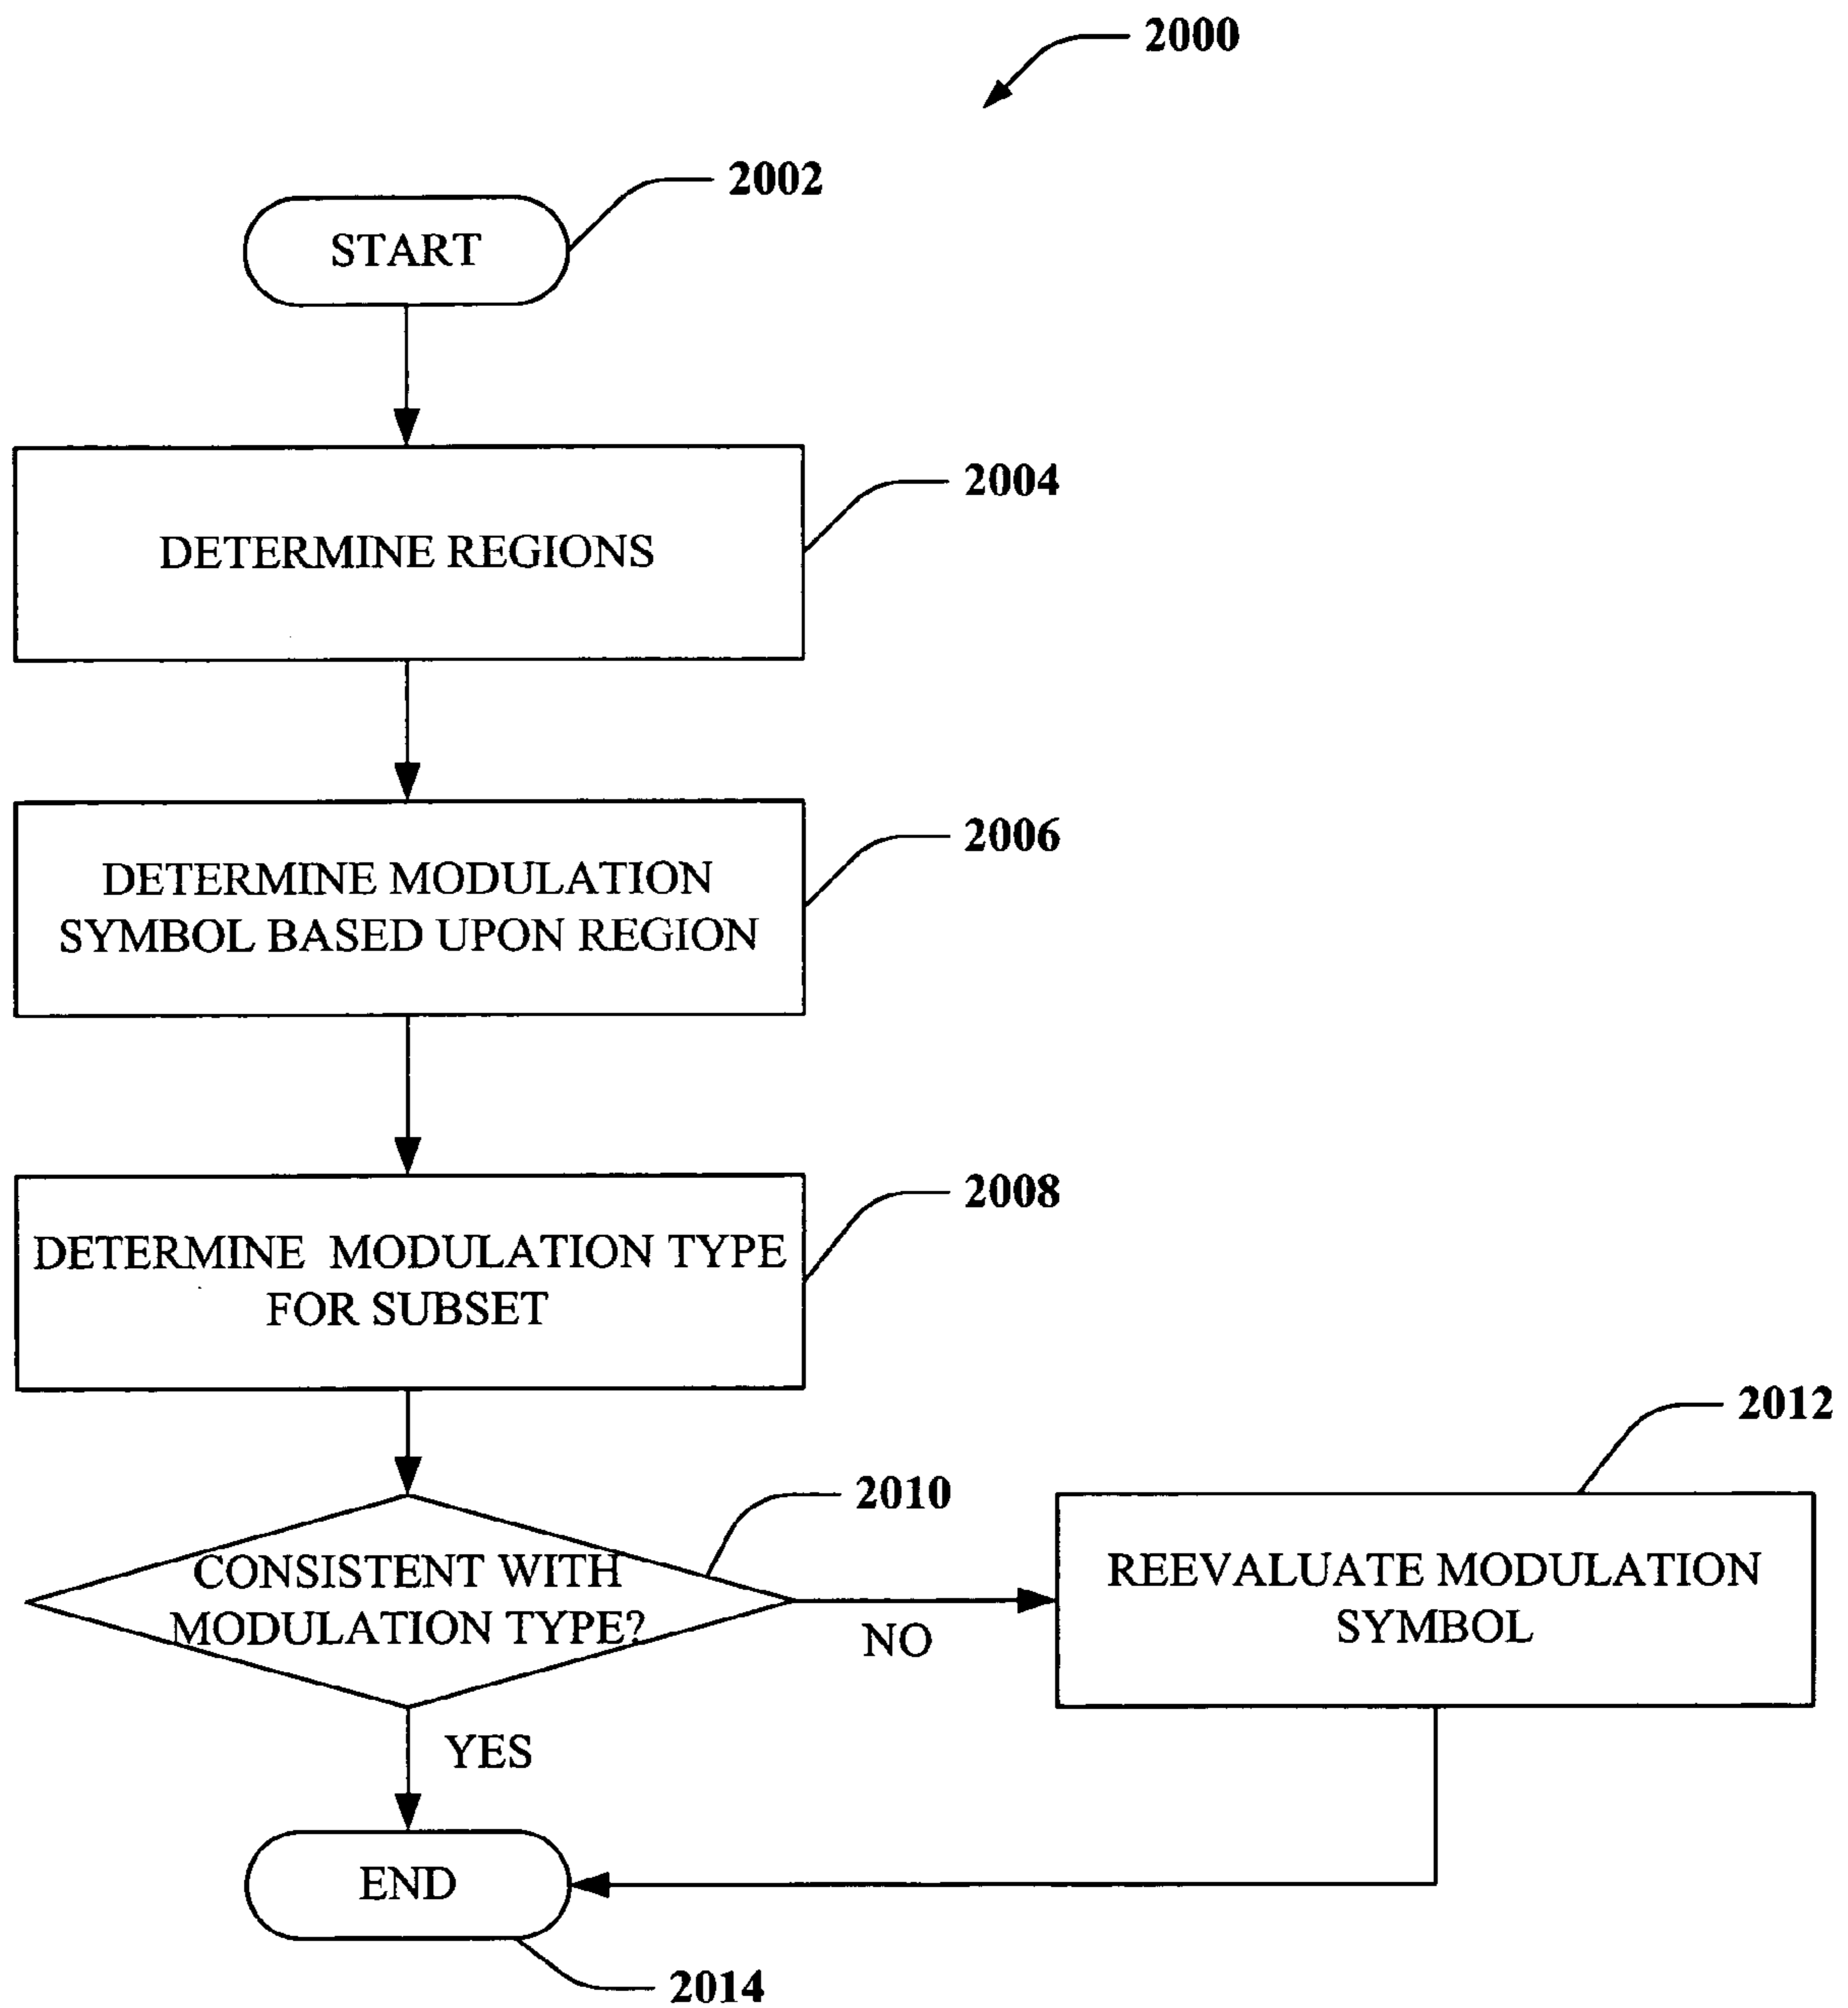 2000
2002
START
2004
DETERMINE REGIONS
2006
DETERMINE MODULATION
SYMBOL BASED UPON REGION
2008
DETERMINE MODULATION TYPE
FOR SUBSET
2010
CONSISTENT WITH
MODULATION TYPE?
NO
2012
REEVALUATE MODULATION
SYMBOL
YES
END
2014